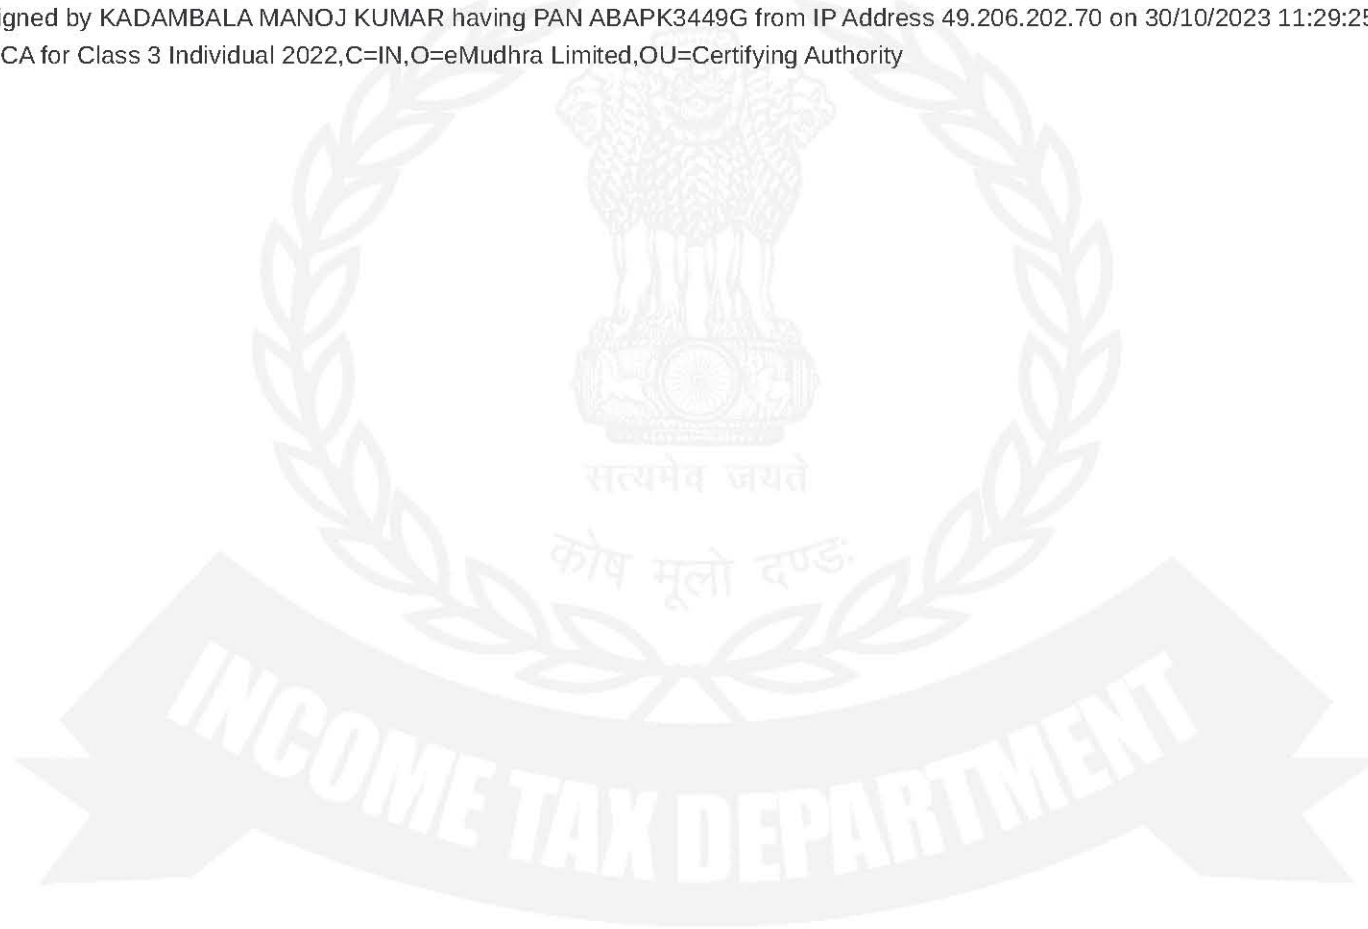 igned by KADAMBALA MANOJ KUMAR having PAN ABAPK3449G from IP Address 49.206.202.70 on 30/10/2023 11:29:25
CA for Class 3 Individual 2022,C=IN,O=eMudhra Limited,OU=Certifying Authority
सत्यमेव जयते
कोष मूलो दण्डः
INCOME TAX DEPARTMENT